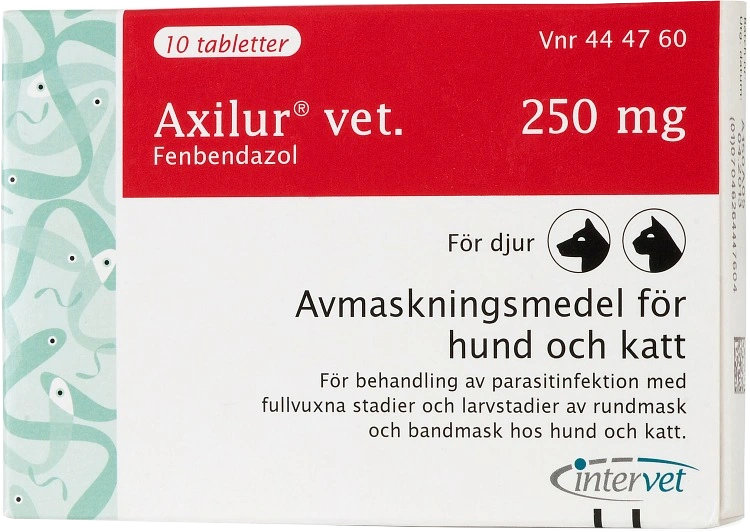 10 tabletter
Vnr 44 47 60
Axilur® vet.
250 mg
Fenbendazol
För djur
Avmaskningsmedel för
hund och katt
För behandling av parasitinfektion med
fullvuxna stadier och larvstadier av rundmask
och bandmask hos hund och katt.
intervet